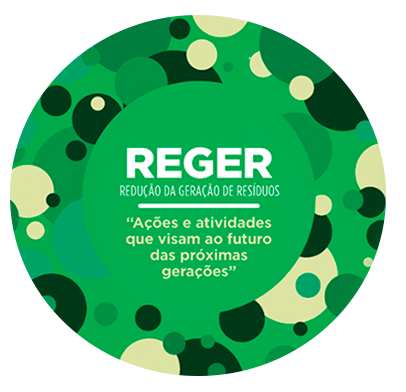 REGER
REDUÇÃO DA GERAÇÃO DE RESÍDUOS
“Ações e atividades
que visam ao futuro
das próximas
gerações”